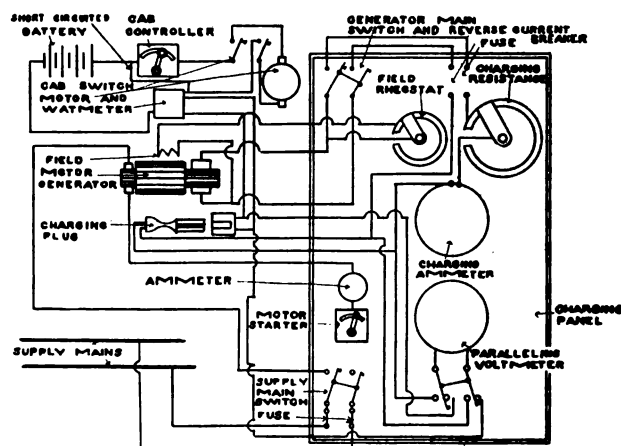 SHORT CIRCUITED
BATTERY
CAB
CONTROLLER
CAB SWITCH
MOTOR AND
WATMETER
GENERATOR MAIN
SWITCH AND REVERSE CURRENT
BREAKER
FUSE
FIELD
RHEOSTAT
CHARGING
RESISTANCE
FIELD
MOTOR
GENERATOR
CHARGING
PLUG
AMMETER
MOTOR
STARTER
CHARGING
AMMETER
CHARGING
PANEL
PARALLELING
VOLTMETER
SUPPLY MAINS
SUPPLY
MAIN
SWITCH
FUSE